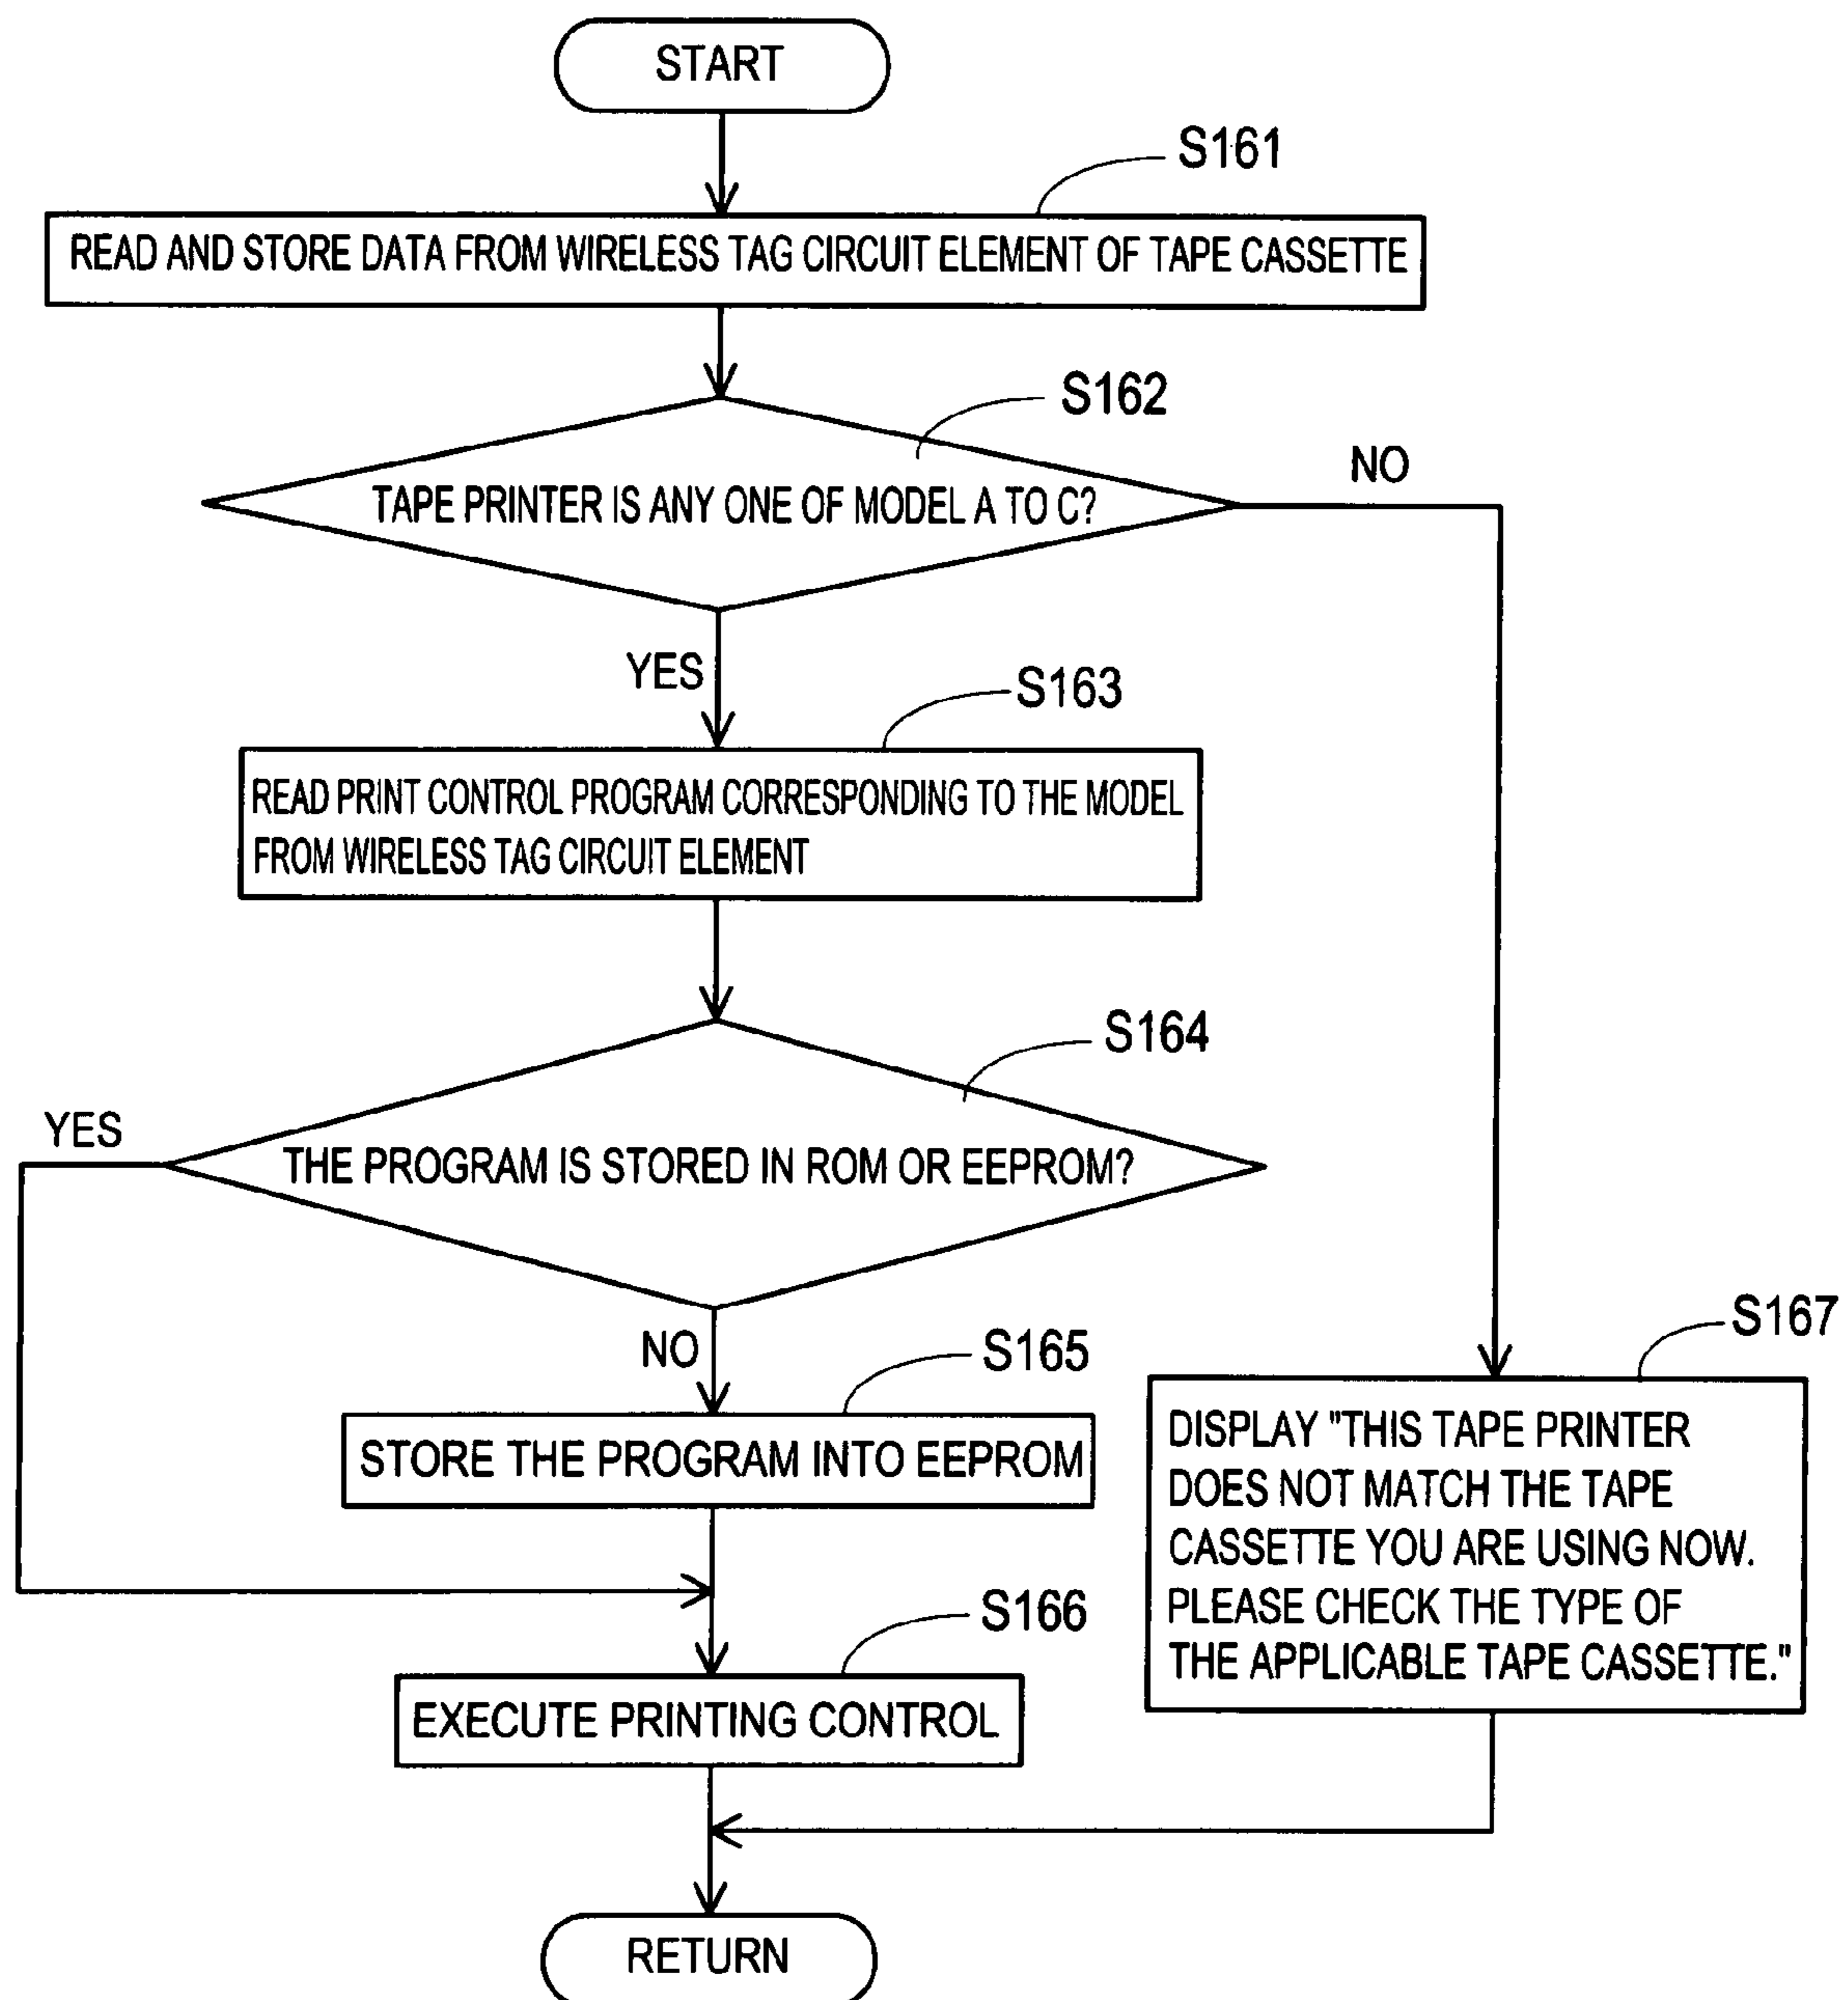 START
S161
READ AND STORE DATA FROM WIRELESS TAG CIRCUIT ELEMENT OF TAPE CASSETTE
S162
NO
TAPE PRINTER IS ANY ONE OF MODEL A TO C?
YES
S163
READ PRINT CONTROL PROGRAM CORRESPONDING TO THE MODEL
FROM WIRELESS TAG CIRCUIT ELEMENT
S164
YES
THE PROGRAM IS STORED IN ROM OR EEPROM?
NO
S165
STORE THE PROGRAM INTO EEPROM
S167
DISPLAY "THIS TAPE PRINTER
DOES NOT MATCH THE TAPE
CASSETTE YOU ARE USING NOW.
PLEASE CHECK THE TYPE OF
THE APPLICABLE TAPE CASSETTE."
S166
EXECUTE PRINTING CONTROL
RETURN